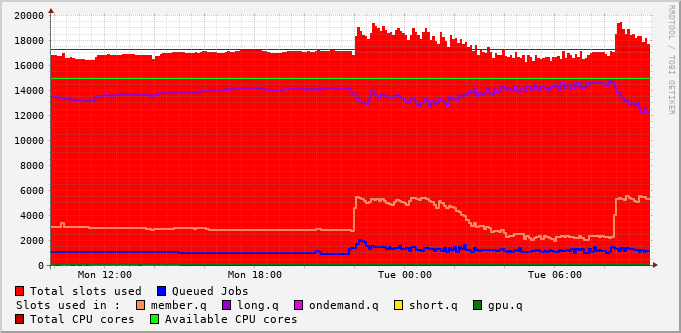 20000
18000
16000
14000
12000
10000
8000
6000
4000
2000
0
Mon 12:00 Mon 18:00 Tue 00:00 Tue 06:00
Total slots used Queued Jobs
Slots used in : member.q long.q ondemand.q short.q gpu.q
Total CPU cores Available CPU cores
RRDTOOL / TOBI OETIKER